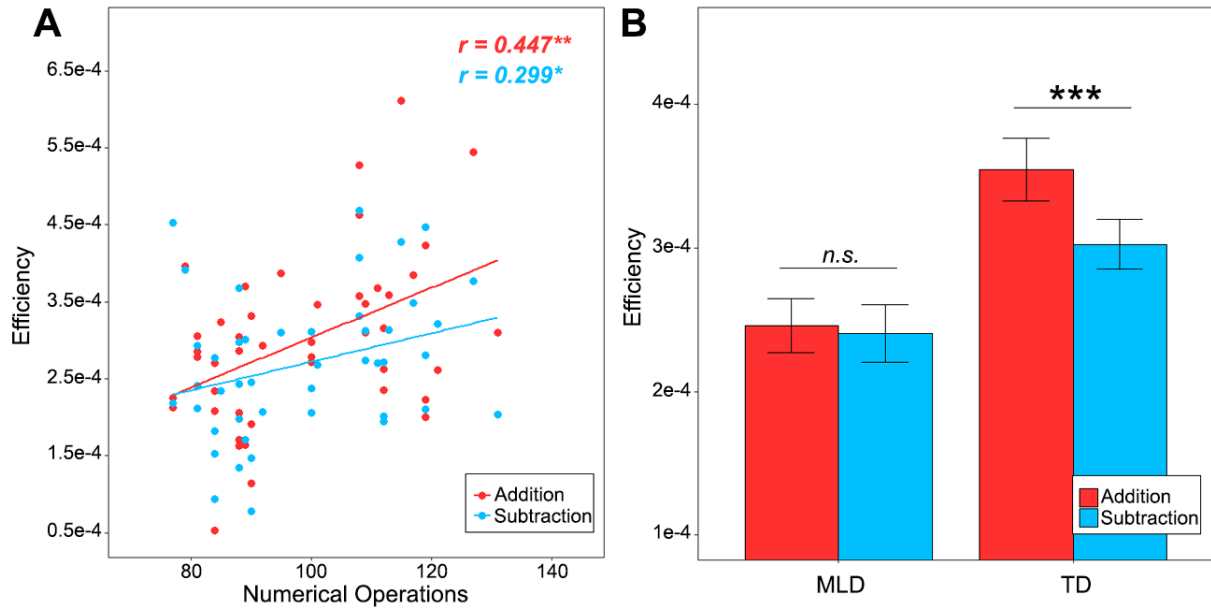 A
r = 0.447**
r = 0.299*
6.5e-4
5.5e-4
4.5e-4
3.5e-4
2.5e-4
1.5e-4
0.5e-4
Efficiency
Addition
Subtraction
80
100
120
140
Numerical Operations
B
***
4e-4
3e-4
2e-4
1e-4
Efficiency
n.s.
Addition
Subtraction
MLD
TD